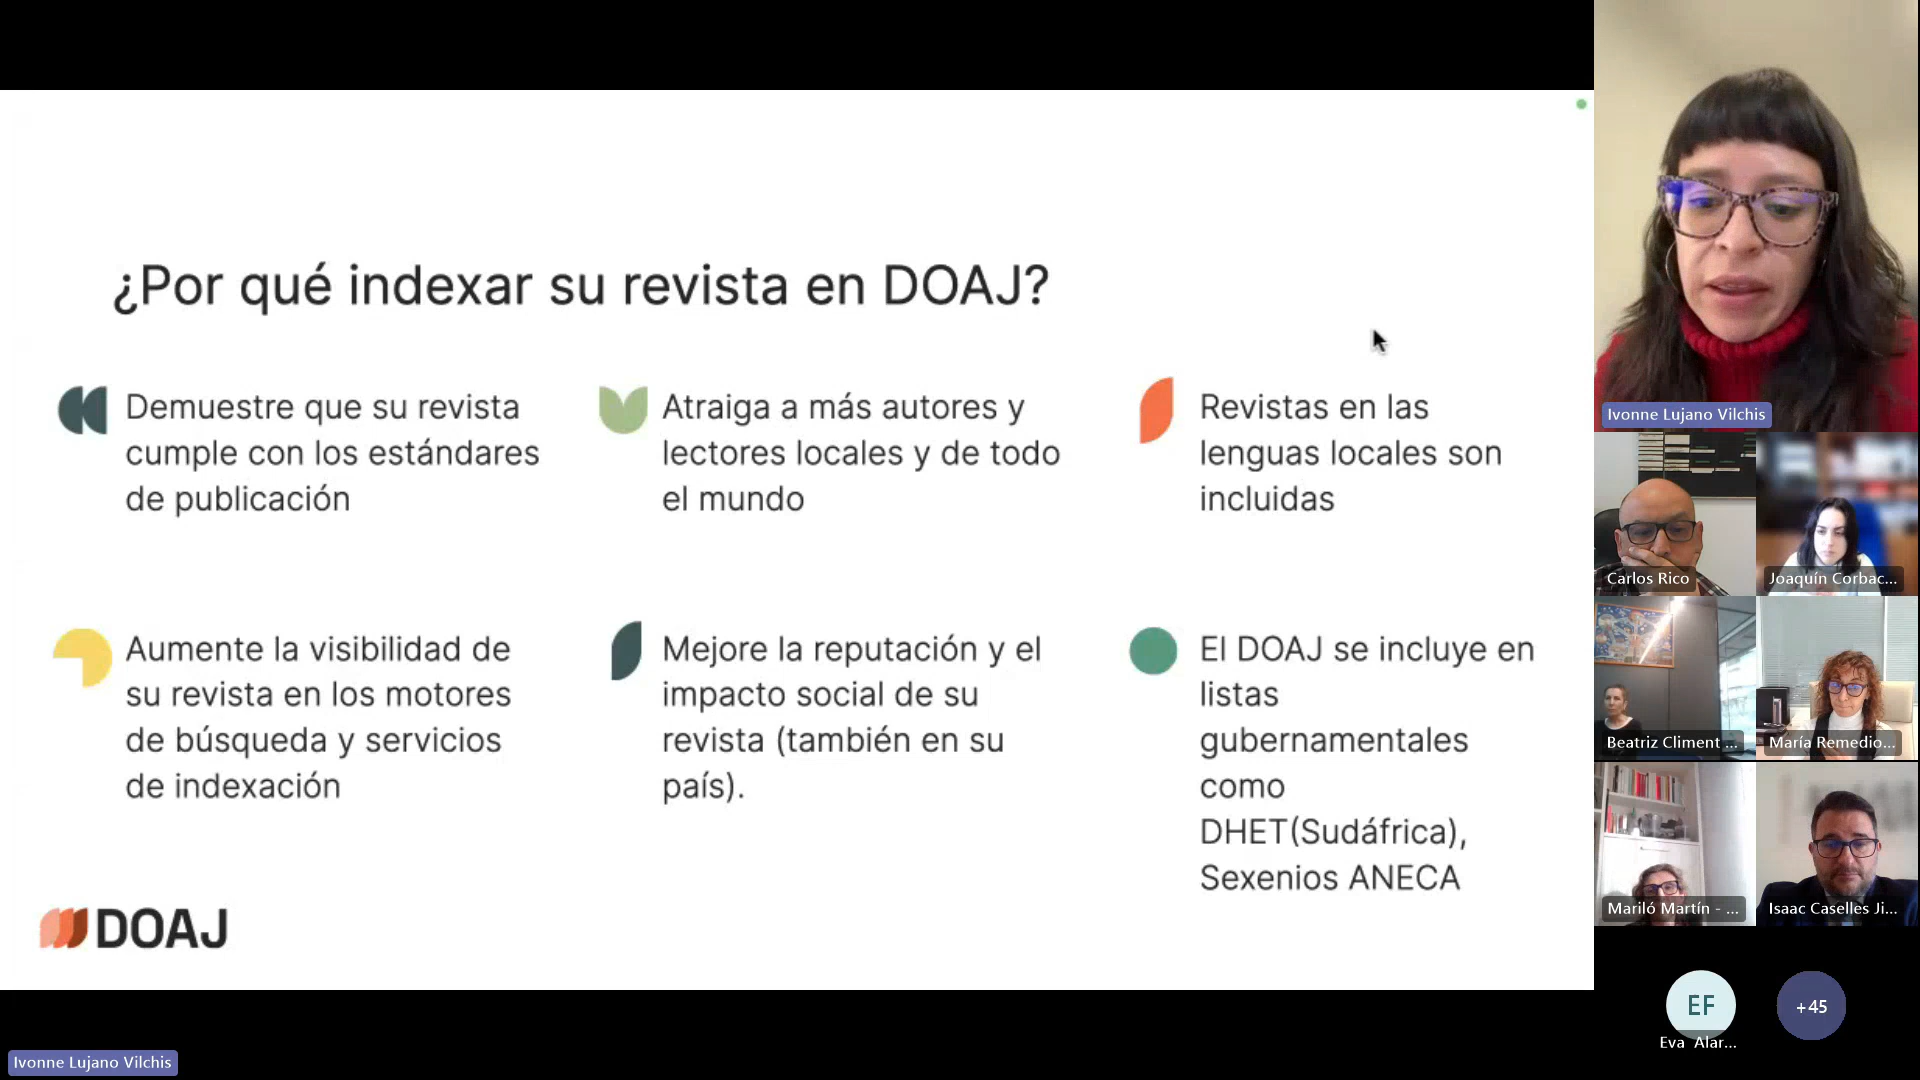 ¿Por qué indexar su revista en DOAJ?
Demuestre que su revista
cumple con los estándares
de publicación
Atraiga a más autores y
lectores locales y de todo
el mundo
Revistas en las
lenguas locales son
incluidas
Aumente la visibilidad de
su revista en los motores
de búsqueda y servicios
de indexación
Mejore la reputación y el
impacto social de su
revista (también en su
país).
El DOAJ se incluye en
listas
gubernamentales
como
DHET(Sudáfrica),
Sexenios ANECA
DOAJ
Ivonne Lujano Vilchis
Ivonne Lujano Vilchis
Carlos Rico
Joaquín Corbac...
Beatriz Climent ...
María Remedio...
Mariló Martín - ...
Isaac Caselles Ji...
EF
+45
Eva Alar...